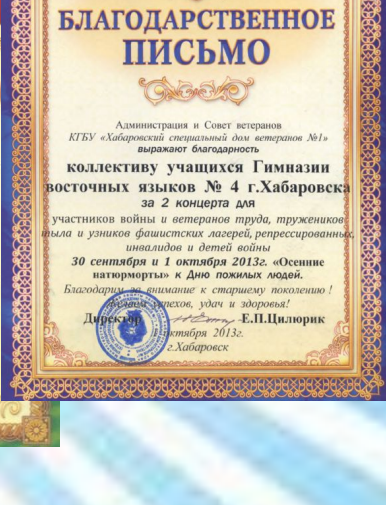 БЛАГОДАРСТВЕННОЕ
ПИСЬМО
Администрация и Совет ветеранов
КГБУ «Хабаровский специальный дом ветеранов №1»
выражают благодарность
коллективу учащихся Гимназии
восточных языков № 4 г.Хабаровска
за 2 концерта для
участников войны и ветеранов труда, тружеников
тыла и узников фашистских лагерей, репрессированных,
инвалидов и детей войны
30 сентября и 1 октября 2013г. «Осенние
натюрморты» к Дню пожилых людей.
Благодарим за внимание к старшему поколению !
успехов, удач и здоровья!
Директор Е.П.Цилюрик
октября 2013г.
г.Хабаровск